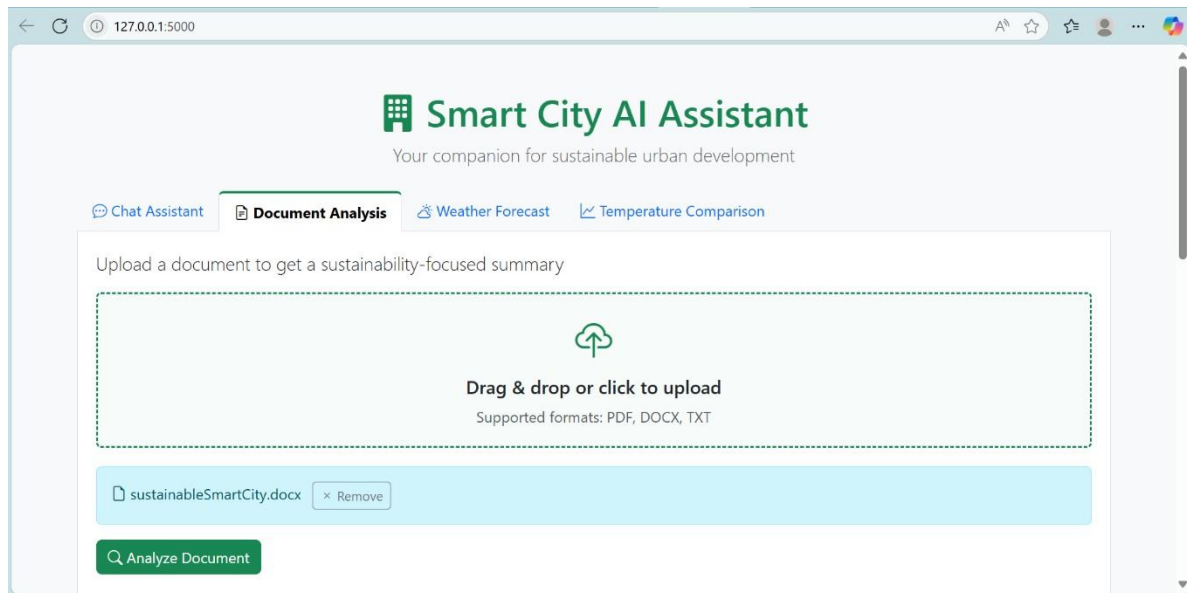 127.0.0.1:5000
Smart City AI Assistant
Your companion for sustainable urban development
Chat Assistant Document Analysis Weather Forecast Temperature Comparison
Upload a document to get a sustainability-focused summary
Drag & drop or click to upload
Supported formats: PDF, DOCX, TXT
sustainableSmartCity.docx × Remove
Analyze Document